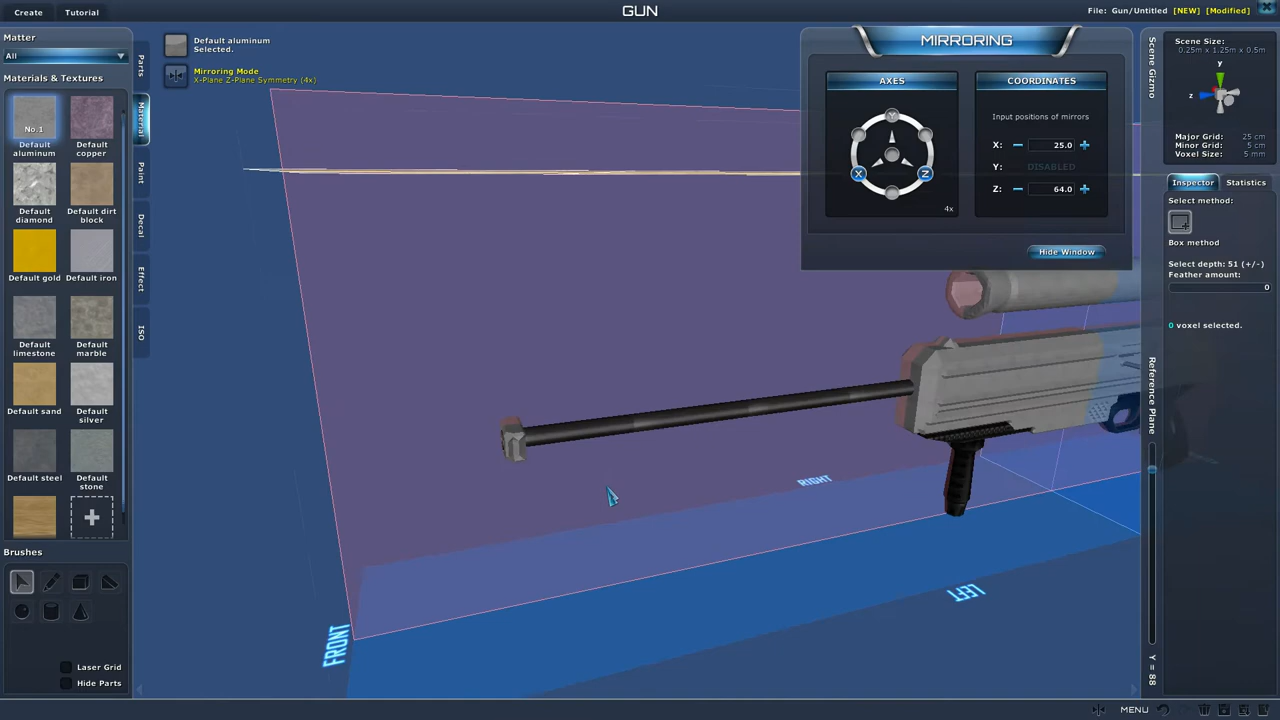 Create
Tutorial
GUN
File: Gun/Untitled [NEW] [Modified]
Matter
All
Materials & Textures
No.1
Default aluminum
Default copper
Default diamond
Default dirt block
Default gold
Default iron
Default limestone
Default marble
Default sand
Default silver
Default steel
Default stone
Brushes
Laser Grid
Hide Parts
Parts
Material
Paint
Decal
Effect
ISO
Default aluminum
Selected.
Mirroring Mode
X-Plane Z-Plane Symmetry (4x)
RIGHT
LEFT
FRONT
MIRRORING
AXES
Y
X
Z
4x
COORDINATES
Input positions of mirrors
X: 25.0
Y: DISABLED
Z: 64.0
Hide Window
Scene Gizmo
Scene Size:
0.25m x 1.25m x 0.5m
y
z
Major Grid: 25 cm
Minor Grid: 5 cm
Voxel Size: 5 mm
Inspector
Statistics
Select method:
Box method
Select depth: 51 (+/-)
Feather amount:
0
0 voxel selected.
Reference Plane
Y = 88
MENU